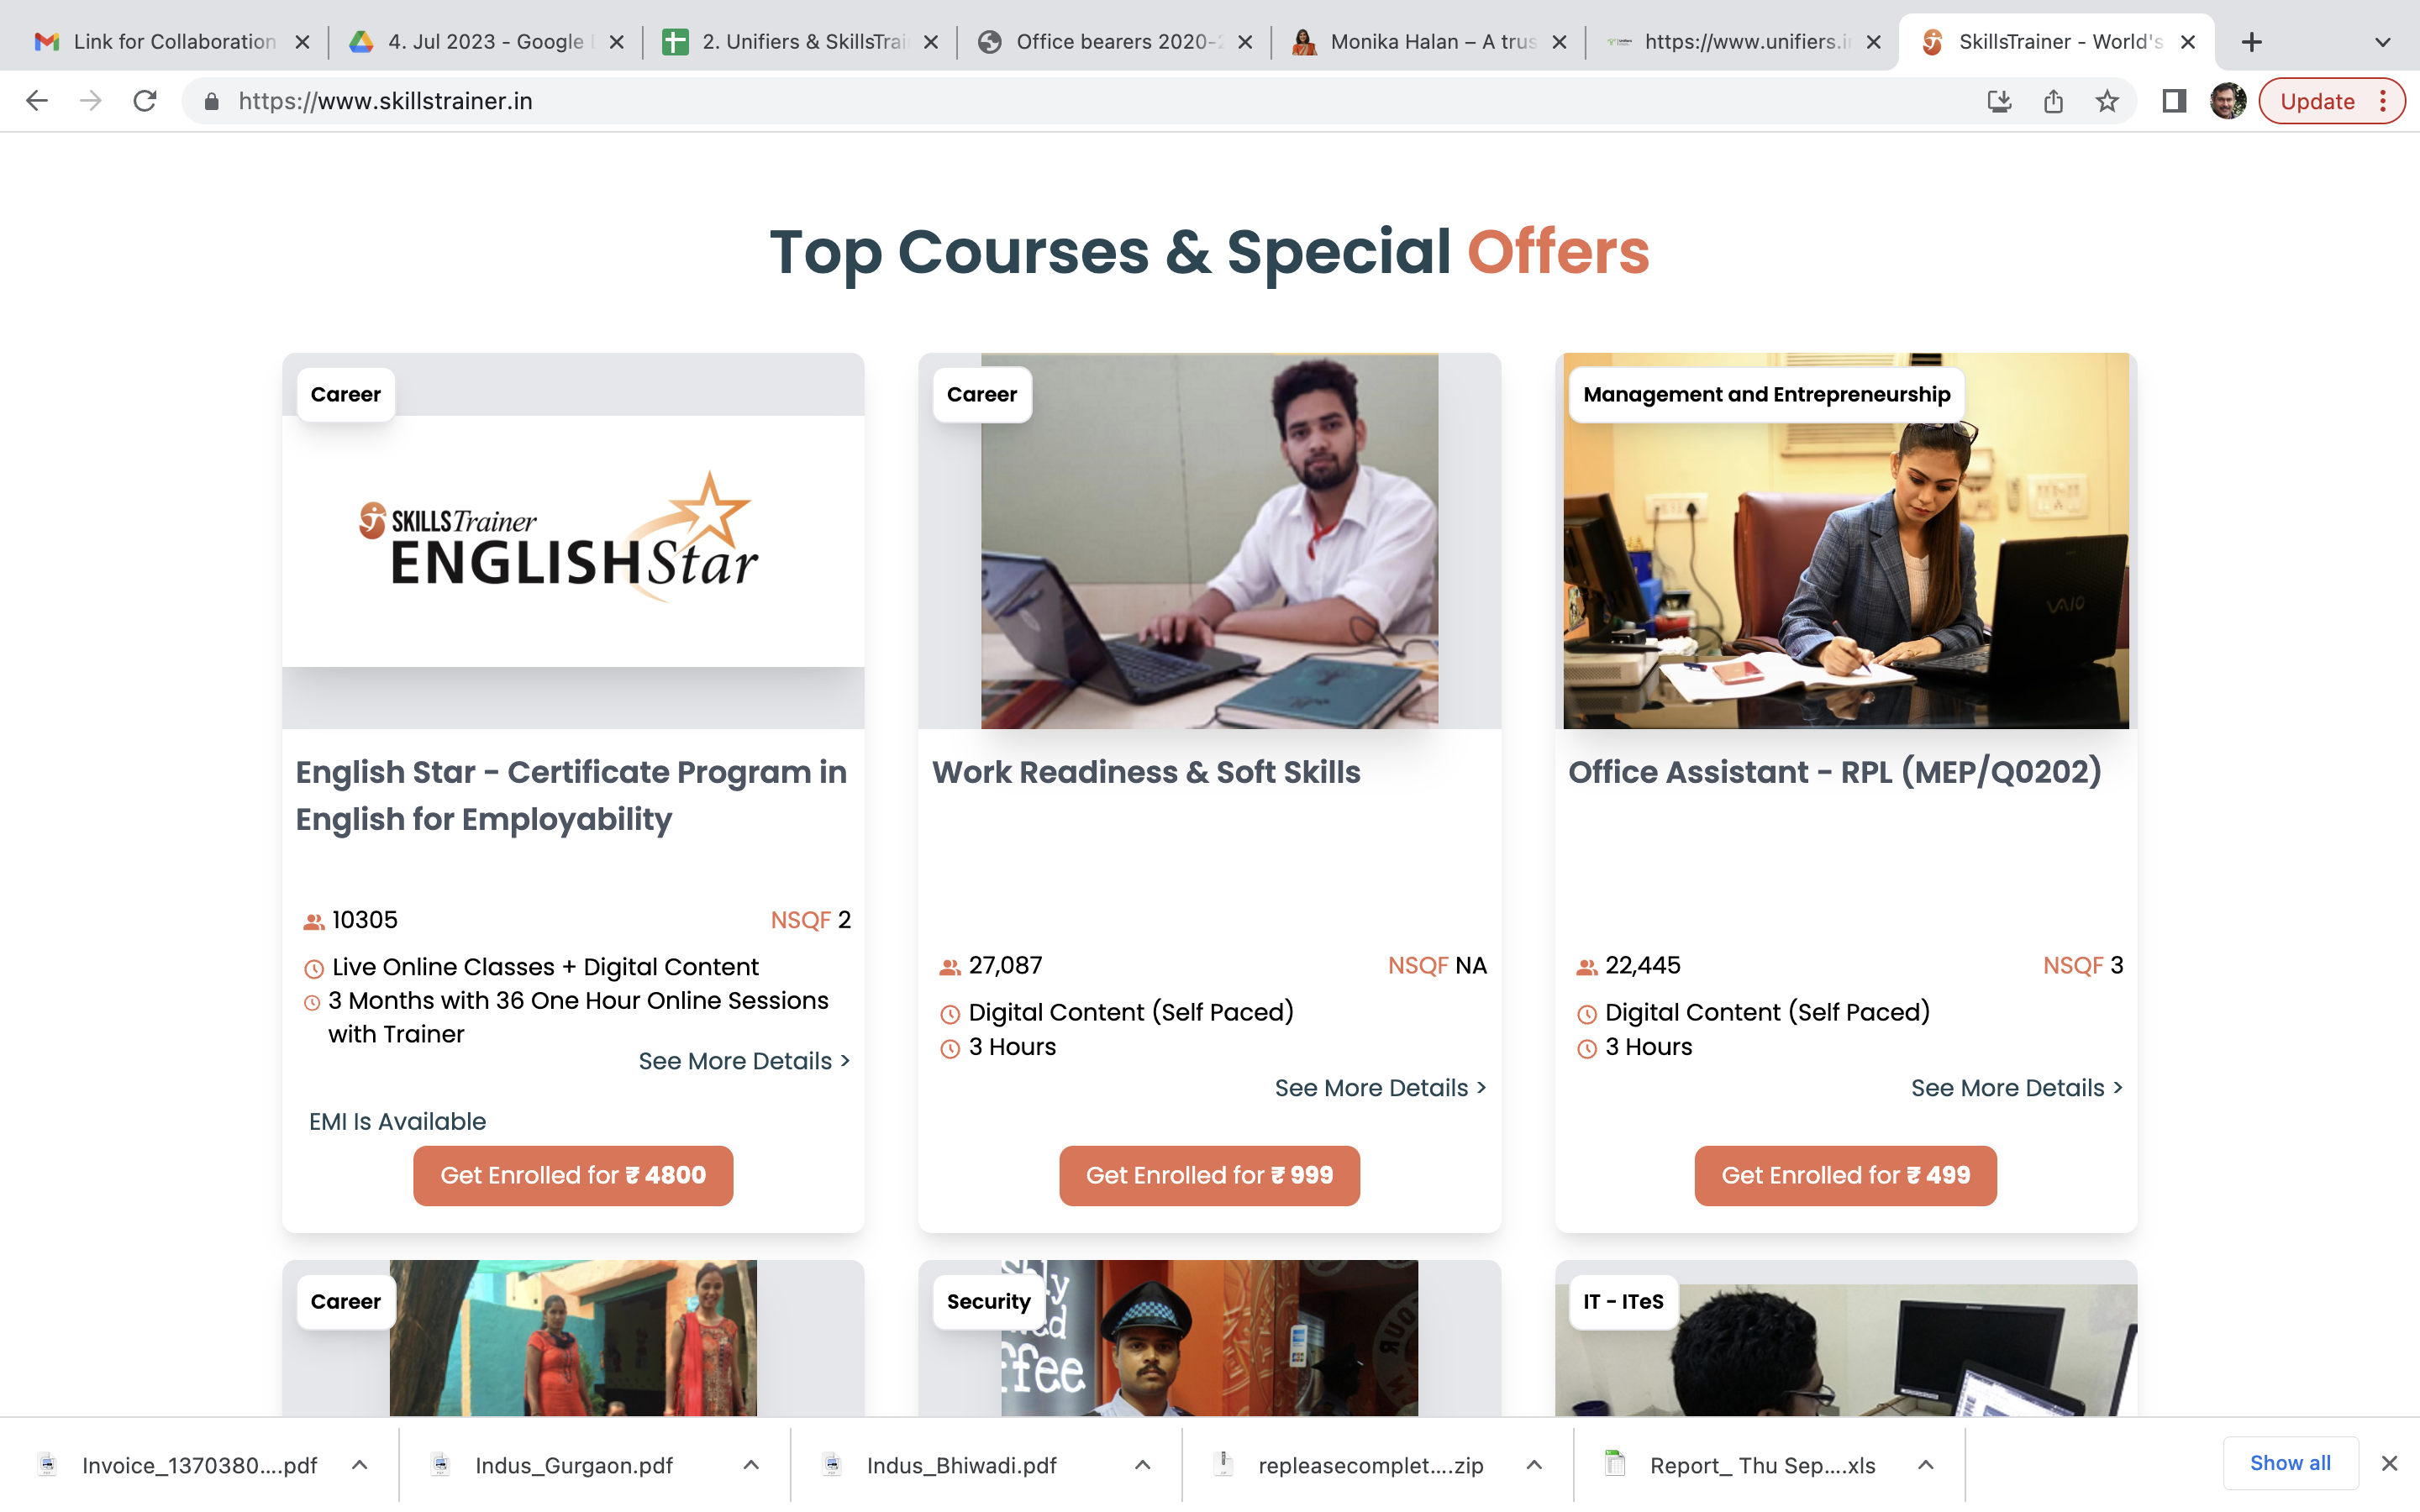 Link for Collaboration
4. Jul 2023 - Google
2. Unifiers & SkillsTrai
Office bearers 2020-2
Monika Halan – A trus
https://www.unifiers.i
SkillsTrainer - World's
https://www.skillstrainer.in
Update
Top Courses & Special Offers
Career
SKILLSTrainer
ENGLISHStar
English Star - Certificate Program in
English for Employability
10305
NSQF 2
Live Online Classes + Digital Content
3 Months with 36 One Hour Online Sessions
with Trainer
See More Details >
EMI Is Available
Get Enrolled for ₹ 4800
Career
Work Readiness & Soft Skills
27,087
NSQF NA
Digital Content (Self Paced)
3 Hours
See More Details >
Get Enrolled for ₹ 999
Management and Entrepreneurship
VAIO
Office Assistant - RPL (MEP/Q0202)
22,445
NSQF 3
Digital Content (Self Paced)
3 Hours
See More Details >
Get Enrolled for ₹ 499
Career
Security
IT - ITeS
Invoice_1370380....pdf
Indus_Gurgaon.pdf
Indus_Bhiwadi.pdf
repleasecomplet....zip
Report_ Thu Sep....xls
Show all